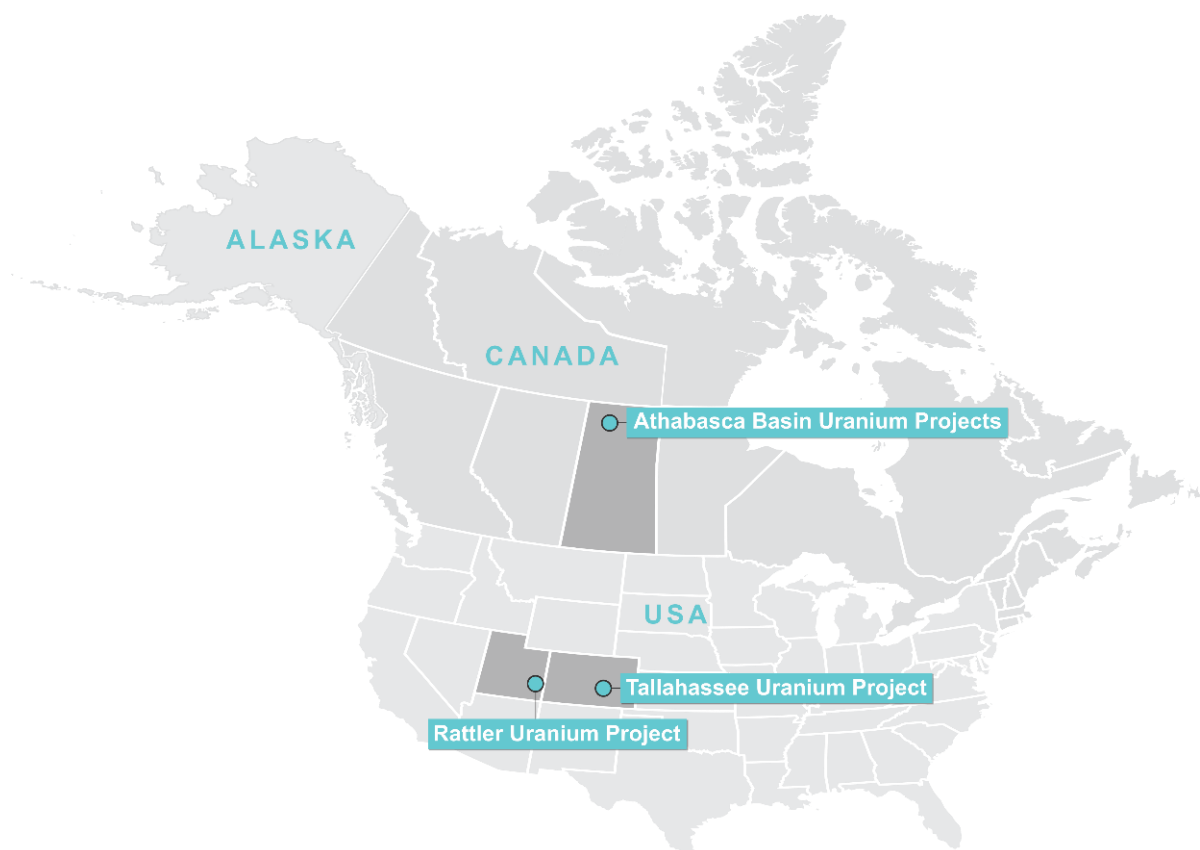 ALASKA
CANADA
Athabasca Basin Uranium Projects
USA
Tallahassee Uranium Project
Rattler Uranium Project